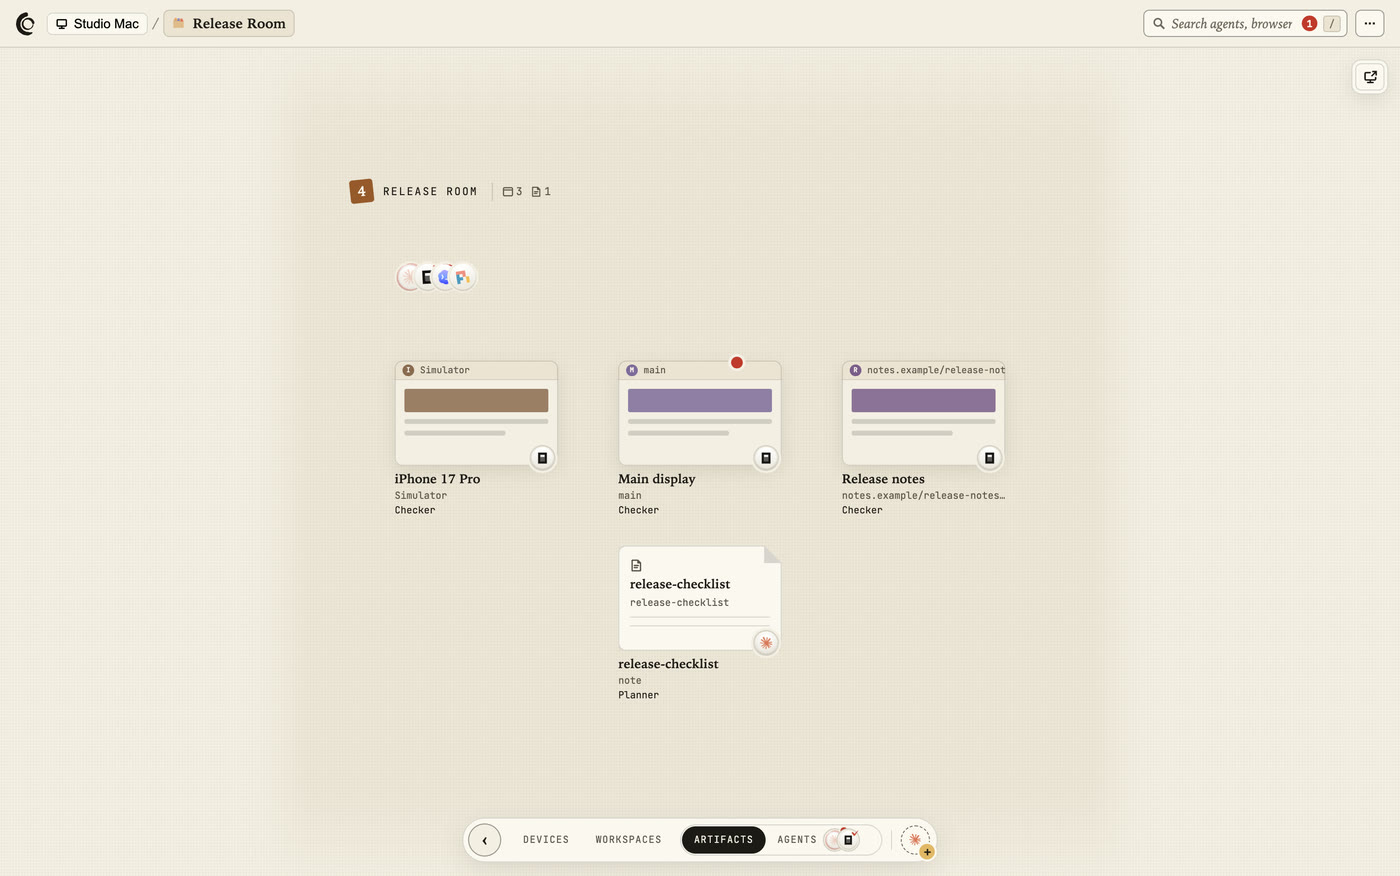 Studio Mac / Release Room
Search agents, browser 1 /
4 RELEASE ROOM 3 1
I Simulator
M main
R notes.example/release-not
iPhone 17 Pro
Simulator
Checker
Main display
main
Checker
Release notes
notes.example/release-notes…
Checker
release-checklist
release-checklist
release-checklist
note
Planner
‹ DEVICES WORKSPACES ARTIFACTS AGENTS +